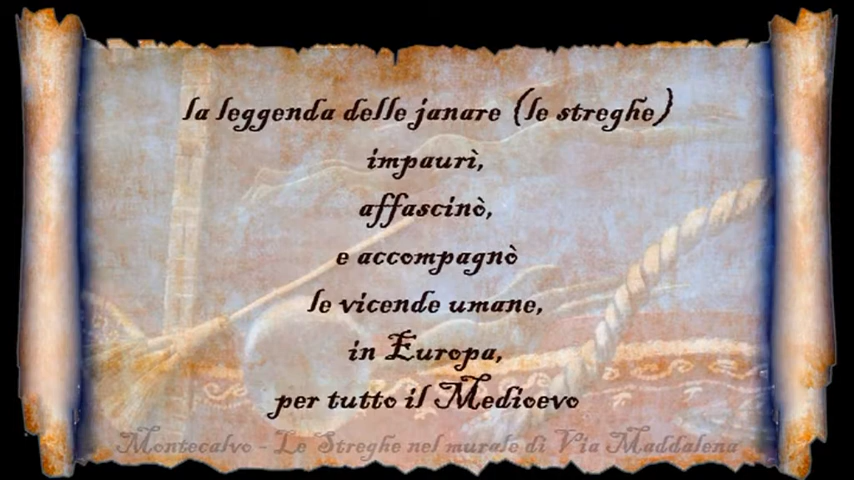 la leggenda delle janare (le streghe)
impaurì,
affascinò,
e accompagnò
le vicende umane,
in Europa,
per tutto il Medioevo
Montecalvo - Le Streghe nel murale di Via Maddalena